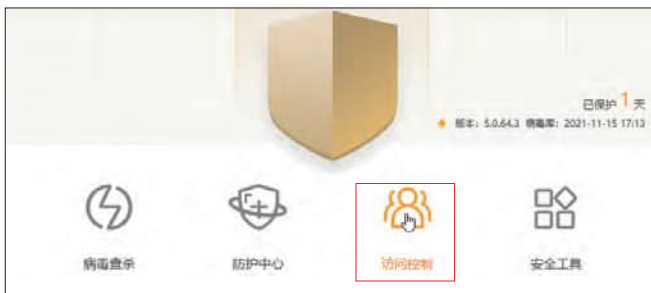 已保护 1 天
版本: 5.0.64.3 病毒库: 2021-11-15 17:13
病毒查杀 防护中心 访问控制 安全工具